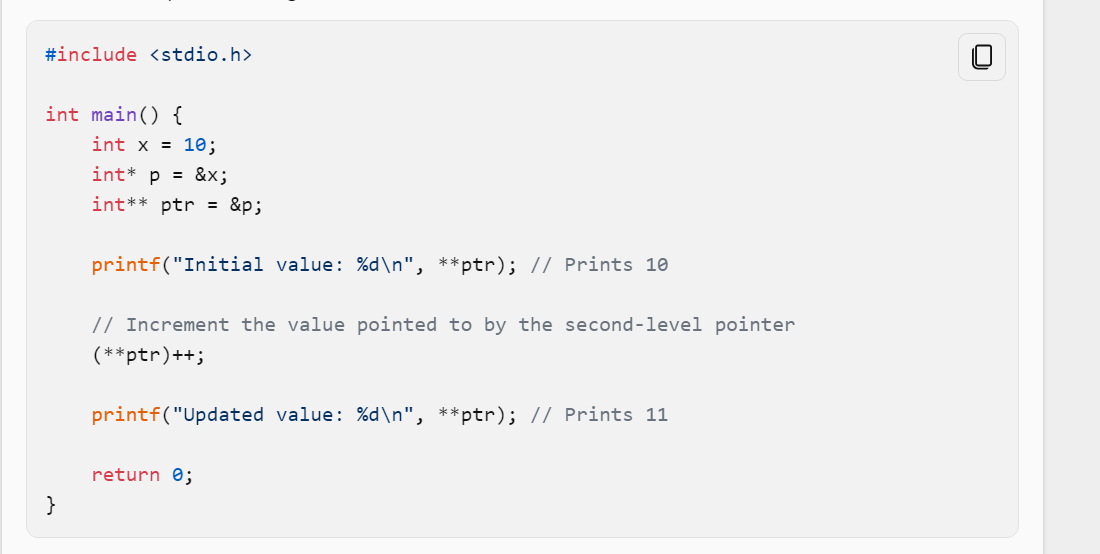 #include <stdio.h>
int main() {
    int x = 10;
    int* p = &x;
    int** ptr = &p;
    printf("Initial value: %d\n", **ptr); // Prints 10
    // Increment the value pointed to by the second-level pointer
    (**ptr)++;
    printf("Updated value: %d\n", **ptr); // Prints 11
    return 0;
}